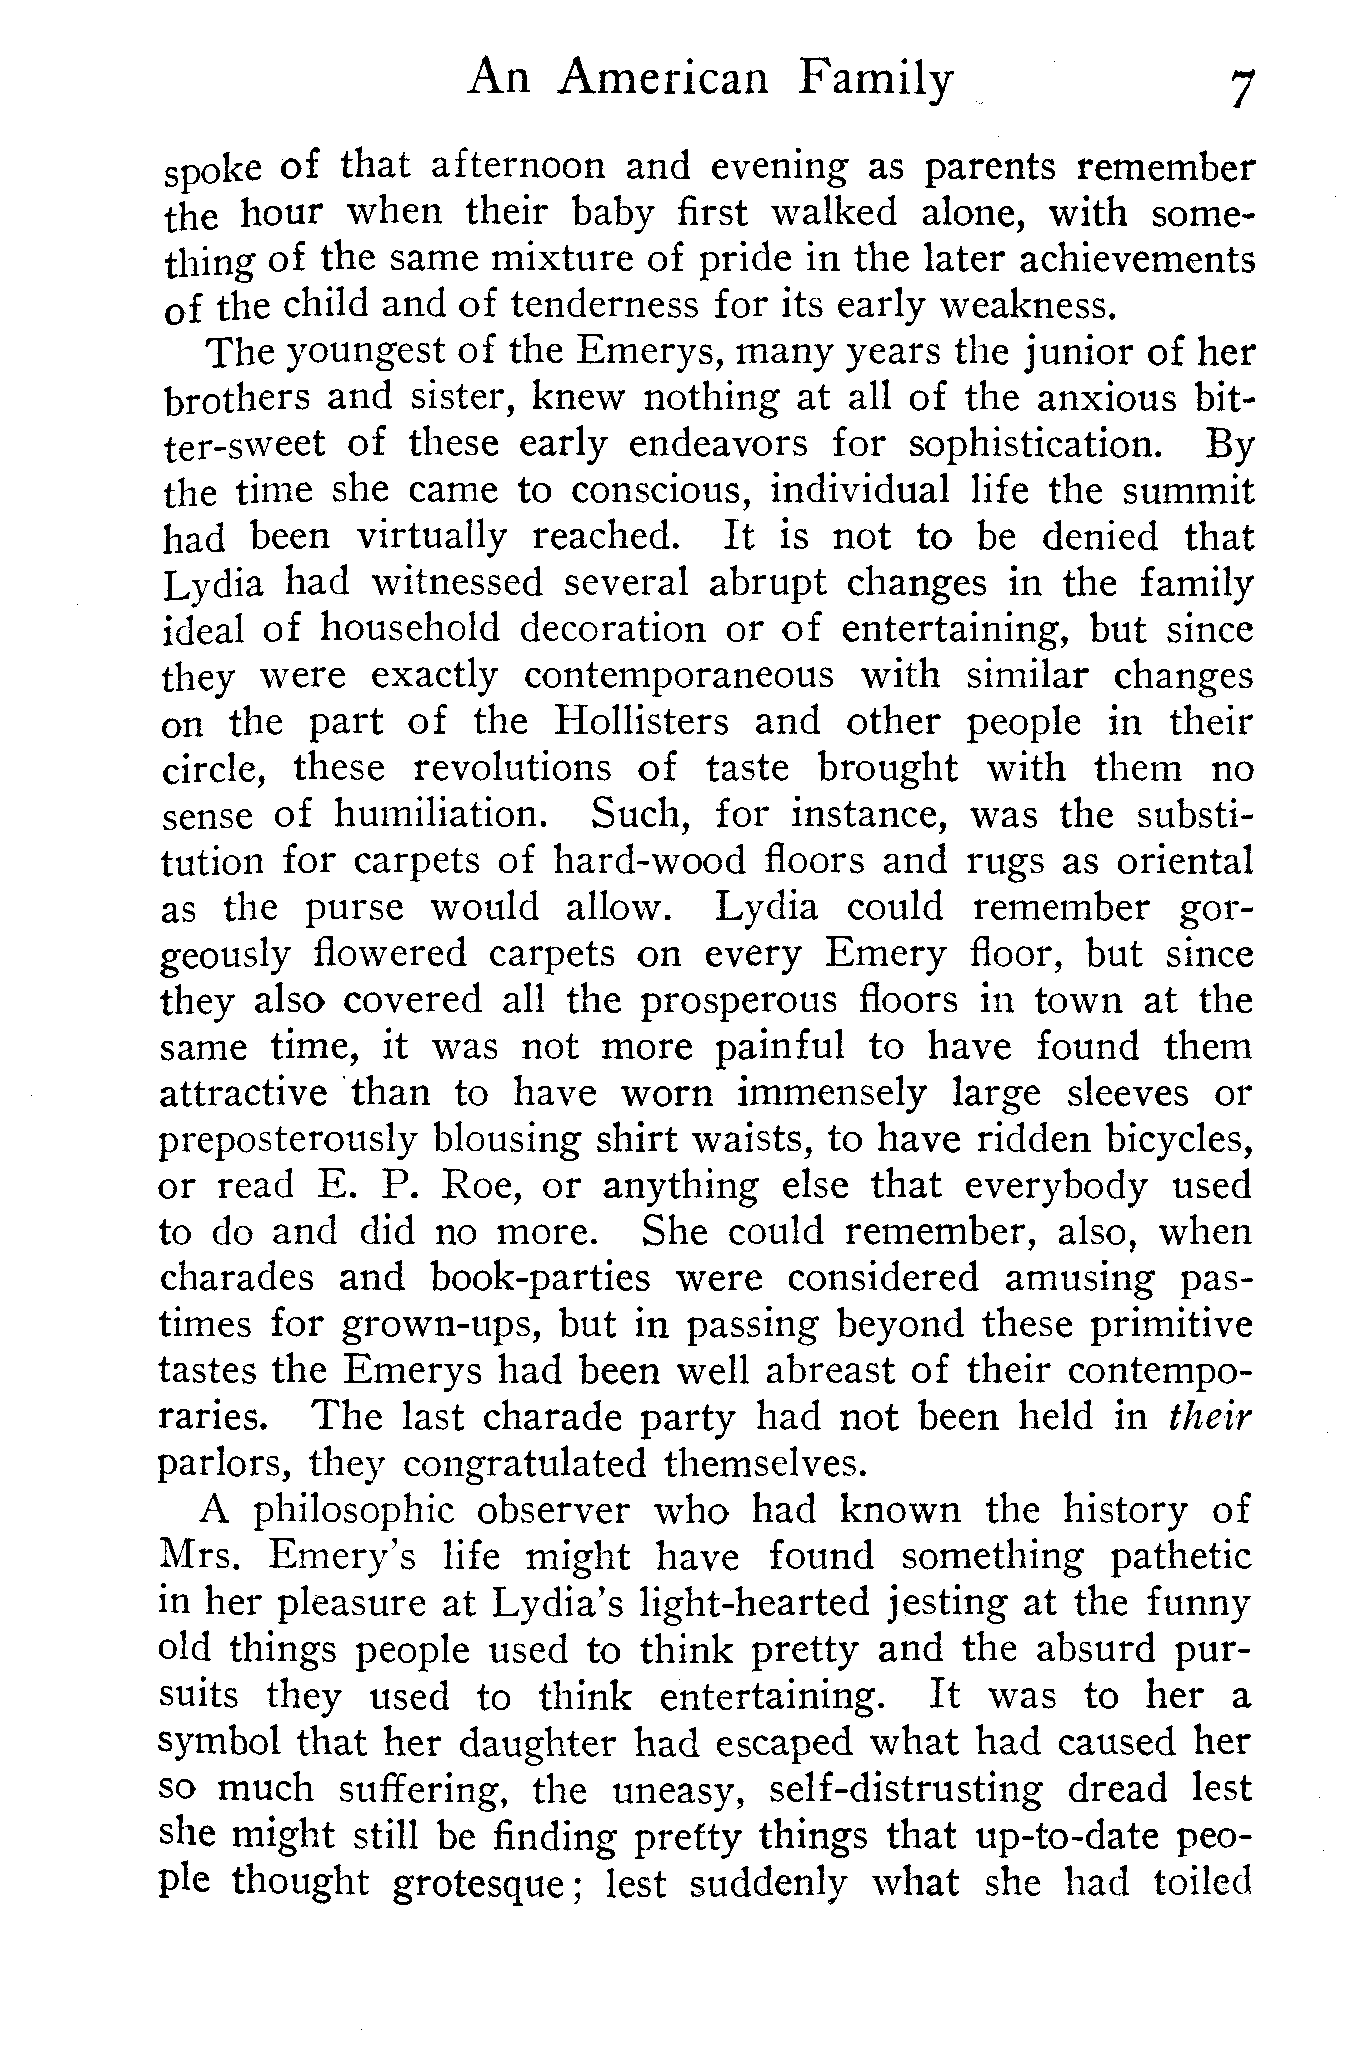 An American Family 7
spoke of that afternoon and evening as parents remember
the hour when their baby first walked alone, with some-
thing of the same mixture of pride in the later achievements
of the child and of tenderness for its early weakness.
The youngest of the Emerys, many years the junior of her
brothers and sister, knew nothing at all of the anxious bit-
ter-sweet of these early endeavors for sophistication. By
the time she came to conscious, individual life the summit
had been virtually reached. It is not to be denied that
Lydia had witnessed several abrupt changes in the family
ideal of household decoration or of entertaining, but since
they were exactly contemporaneous with similar changes
on the part of the Hollisters and other people in their
circle, these revolutions of taste brought with them no
sense of humiliation. Such, for instance, was the substi-
tution for carpets of hard-wood floors and rugs as oriental
as the purse would allow. Lydia could remember gor-
geously flowered carpets on every Emery floor, but since
they also covered all the prosperous floors in town at the
same time, it was not more painful to have found them
attractive than to have worn immensely large sleeves or
preposterously blousing shirt waists, to have ridden bicycles,
or read E. P. Roe, or anything else that everybody used
to do and did no more. She could remember, also, when
charades and book-parties were considered amusing pas-
times for grown-ups, but in passing beyond these primitive
tastes the Emerys had been well abreast of their contempo-
raries. The last charade party had not been held in their
parlors, they congratulated themselves.
A philosophic observer who had known the history of
Mrs. Emery's life might have found something pathetic
in her pleasure at Lydia's light-hearted jesting at the funny
old things people used to think pretty and the absurd pur-
suits they used to think entertaining. It was to her a
symbol that her daughter had escaped what had caused her
so much suffering, the uneasy, self-distrusting dread lest
she might still be finding pretty things that up-to-date peo-
ple thought grotesque; lest suddenly what she had toiled